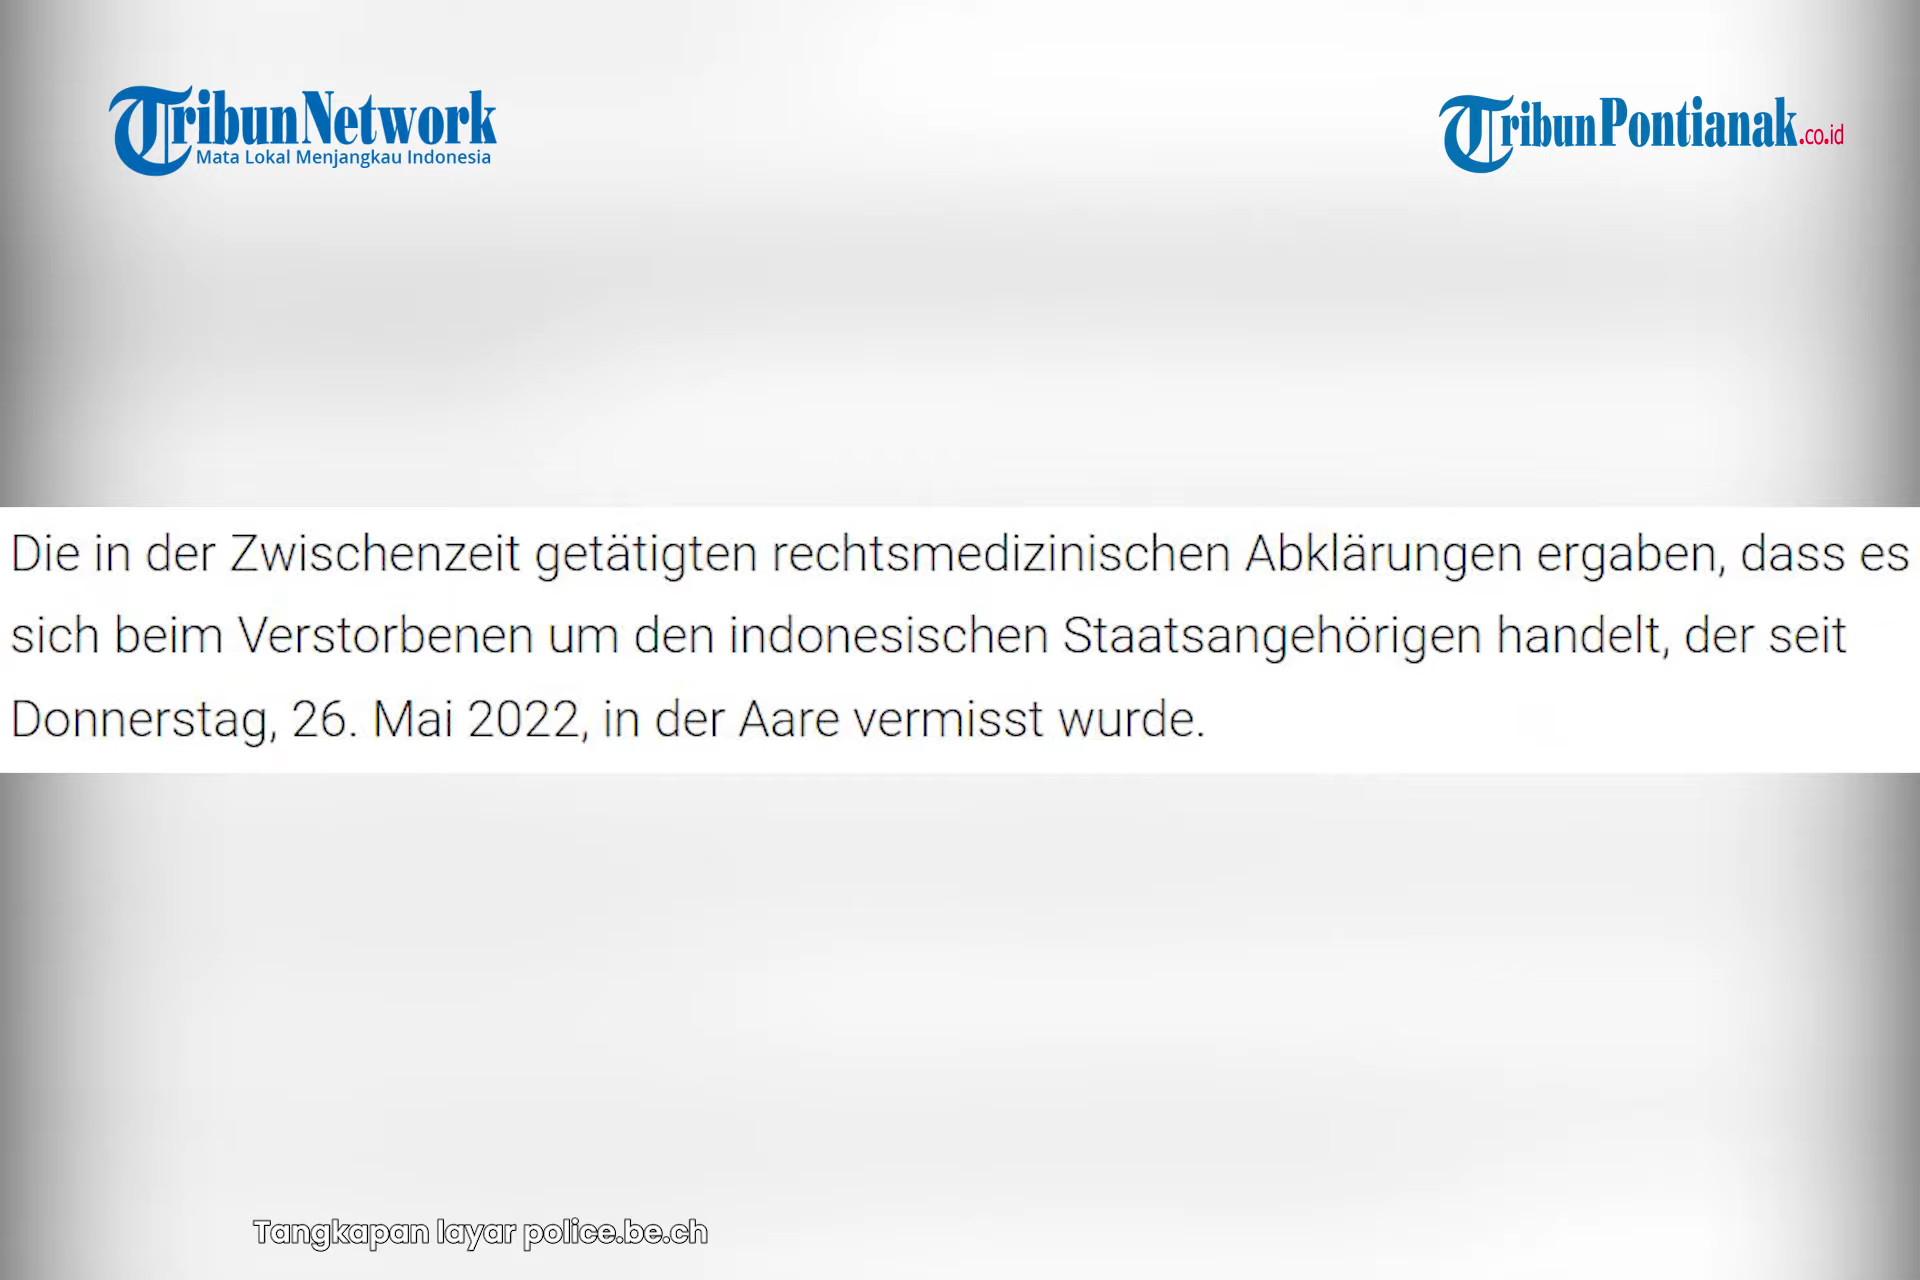 TribunNetwork
Mata Lokal Menjangkau Indonesia
TribunPontianak.co.id
Die in der Zwischenzeit getätigten rechtsmedizinischen Abklärungen ergaben, dass es
sich beim Verstorbenen um den indonesischen Staatsangehörigen handelt, der seit
Donnerstag, 26. Mai 2022, in der Aare vermisst wurde.
Tangkapan layar police.be.ch